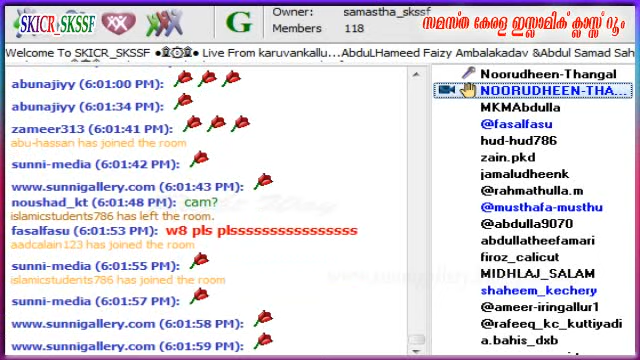 SKICR_SKSSF
G
Owner: samastha_skssf
Members 118
സമസ്ത കേരള ഇസ്ലാമിക് ക്ലാസ്സ് റൂം
Welcome To SKICR_SKSSF Live From karuvankallu...AbduLHameed Faizy Ambalakadav &Abdul Samad Sah
abunajiyy (6:01:00 PM):
abunajiyy (6:01:34 PM):
zameer313 (6:01:41 PM):
abu-hassan has joined the room
sunni-media (6:01:42 PM):
www.sunnigallery.com (6:01:43 PM):
noushad_kt (6:01:48 PM): cam?
islamicstudents786 has left the room.
fasalfasu (6:01:53 PM): w8 pls plssssssssssssssssss
aadcalain123 has joined the room
sunni-media (6:01:55 PM):
islamicstudents786 has joined the room
sunni-media (6:01:57 PM):
www.sunnigallery.com (6:01:58 PM):
www.sunnigallery.com (6:01:59 PM):
Noorudheen-Thangal
NOORUDHEEN-THA...
MKMAbdulla
@fasalfasu
hud-hud786
zain.pkd
jamaludheenk
@rahmathulla.m
@musthafa-musthu
@abdulla9070
abdullatheefamari
firoz_calicut
MIDHLAJ_SALAM
shaheem_kechery
@ameer-iringallur1
@rafeeq_kc_kuttiyadi
a.bahis_dxb